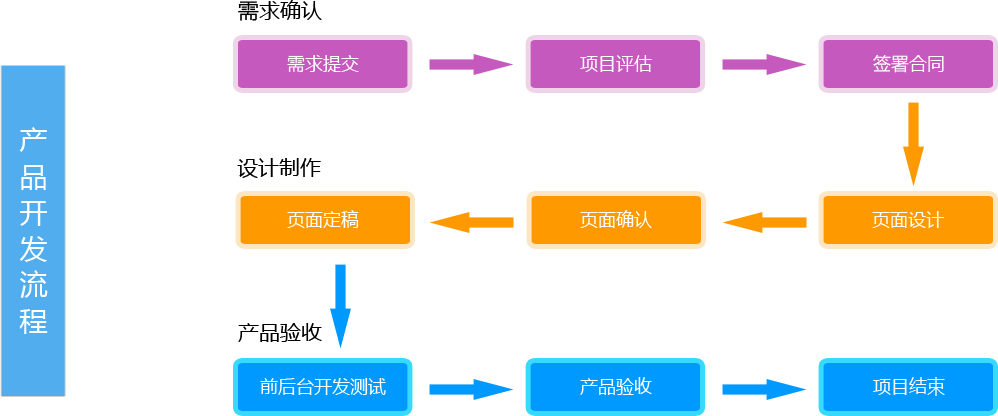 产品开发流程
需求确认
需求提交
项目评估
签署合同
设计制作
页面定稿
页面确认
页面设计
产品验收
前后台开发测试
产品验收
项目结束